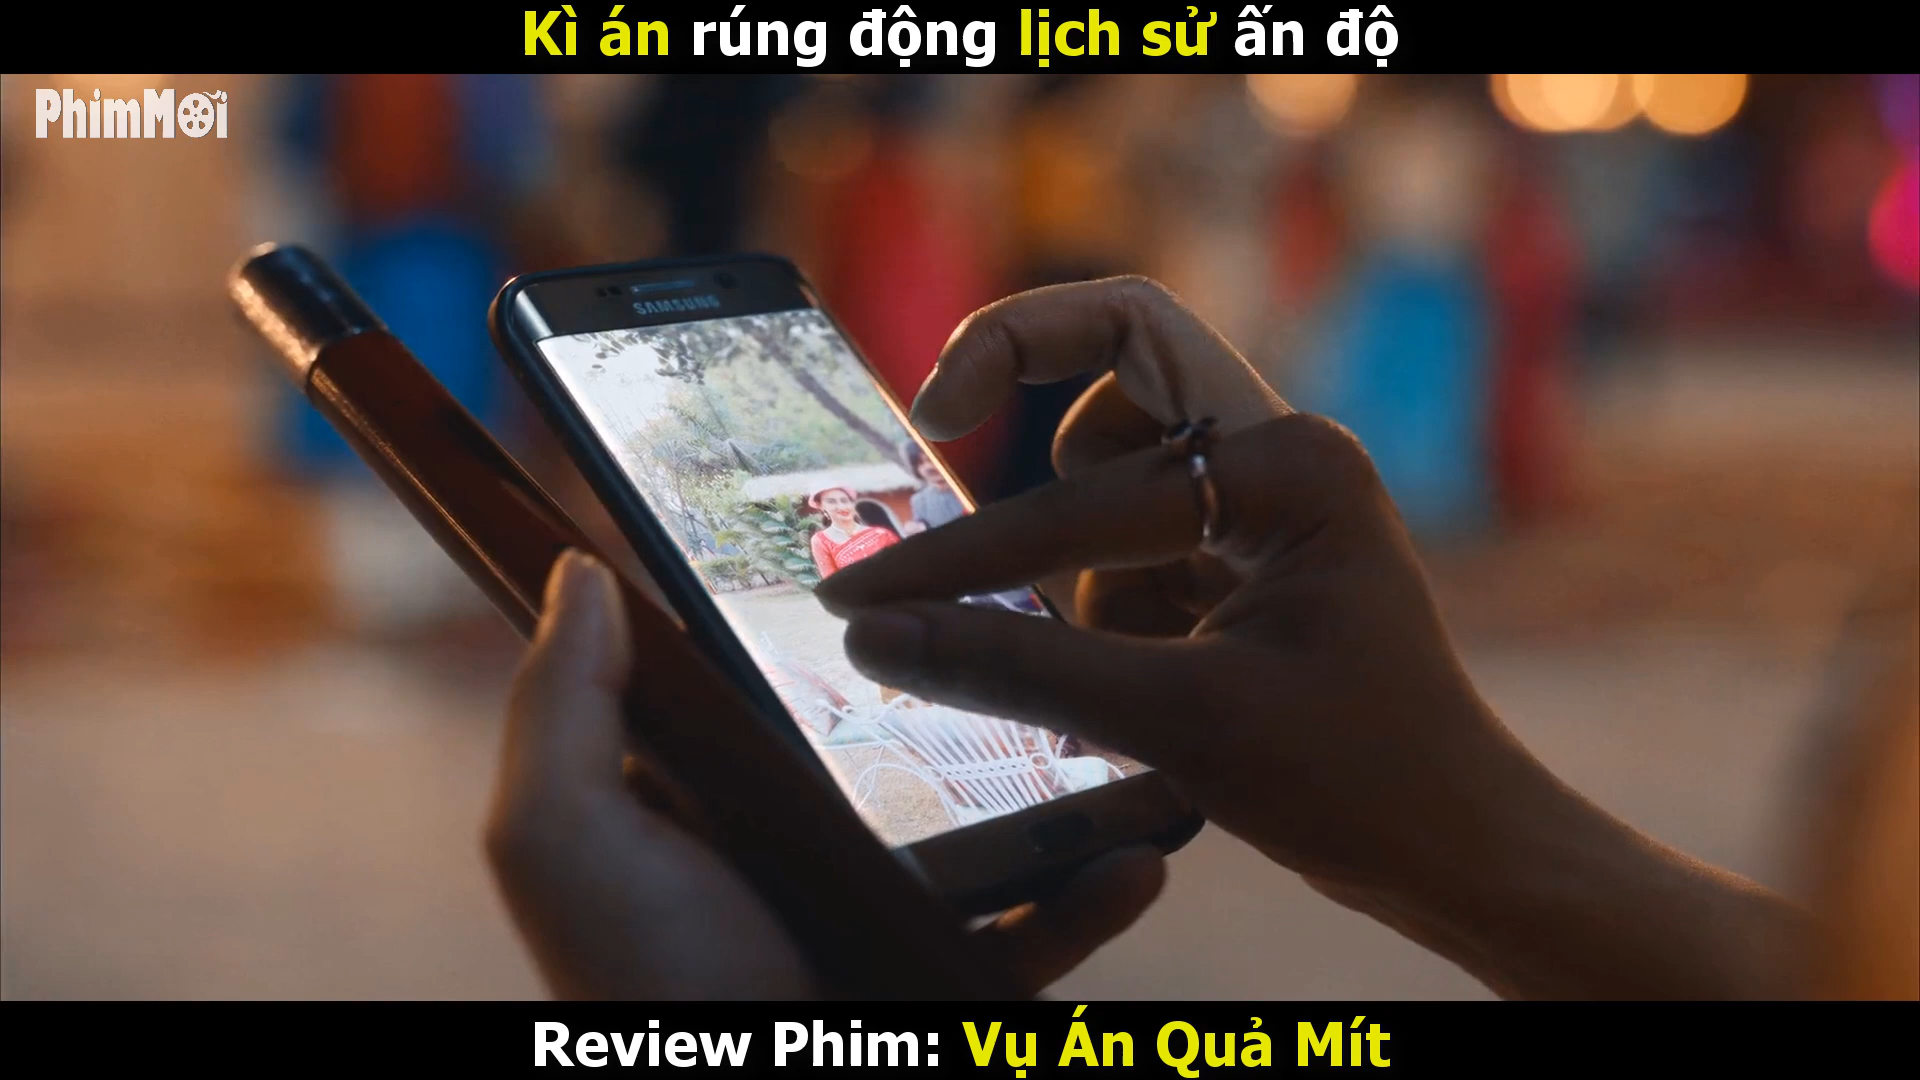 Kì án rúng động lịch sử ấn độ
PhimMới
SAMSUNG
Review Phim: Vụ Án Quả Mít